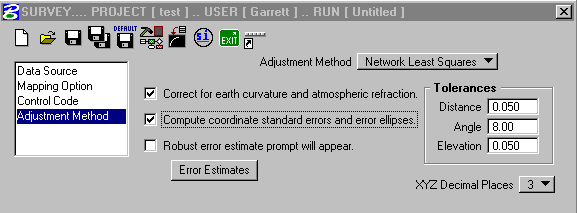 SURVEY.... PROJECT [ test ] .. USER [ Garrett ] .. RUN [ Untitled ]
DEFAULT
EXIT
Adjustment Method Network Least Squares
Data Source
Mapping Option
Control Code
Adjustment Method
Correct for earth curvature and atmospheric refraction.
Compute coordinate standard errors and error ellipses.
Robust error estimate prompt will appear.
Error Estimates
Tolerances
Distance 0.050
Angle 8.00
Elevation 0.050
XYZ Decimal Places 3